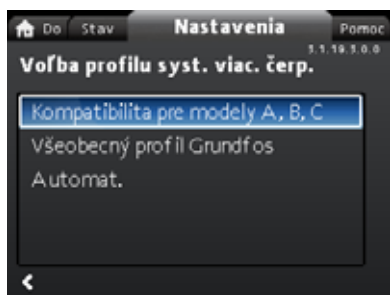 Do Stav Nastavenia Pomoc
3.1.19.3.0.0
Voľba profilu syst. viac. čerp.
Kompatibilita pre modely A, B, C
Všeobecný profil Grundfos
Automat.